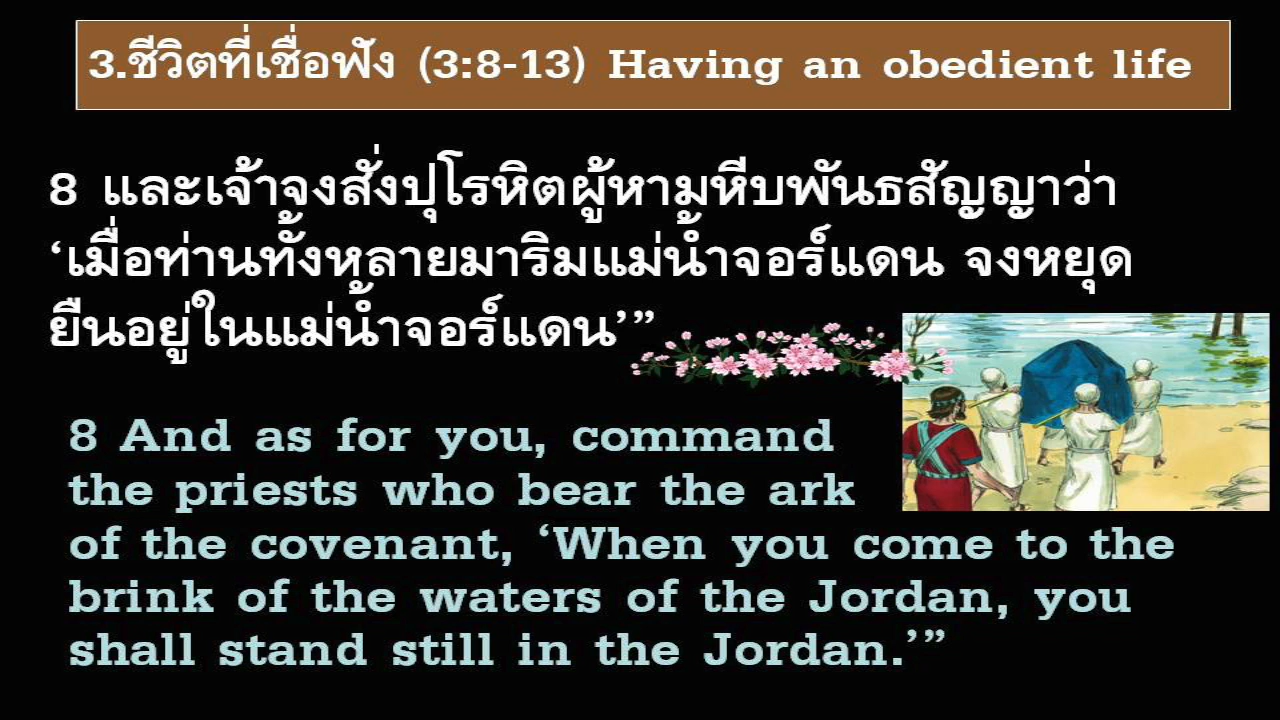 3.ชีวิตที่เชื่อฟัง (3:8-13) Having an obedient life
8 และเจ้าจงสั่งปุโรหิตผู้หามหีบพันธสัญญาว่า
‘เมื่อท่านทั้งหลายมาริมแม่น้ำจอร์แดน จงหยุด
ยืนอยู่ในแม่น้ำจอร์แดน’”
8 And as for you, command
the priests who bear the ark
of the covenant, ‘When you come to the
brink of the waters of the Jordan, you
shall stand still in the Jordan.’”